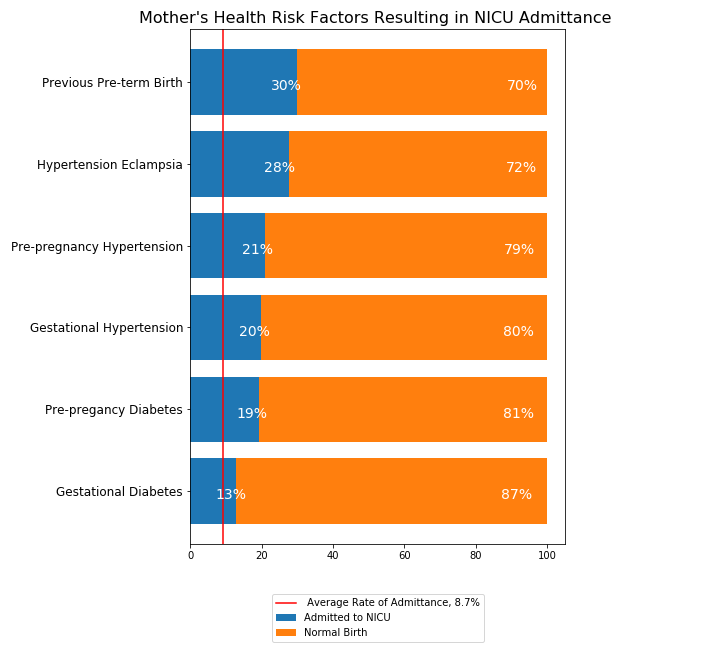 Mother's Health Risk Factors Resulting in NICU Admittance
Previous Pre-term Birth 30% 70%
Hypertension Eclampsia 28% 72%
Pre-pregnancy Hypertension 21% 79%
Gestational Hypertension 20% 80%
Pre-pregancy Diabetes 19% 81%
Gestational Diabetes 13% 87%
0 20 40 60 80 100
Average Rate of Admittance, 8.7%
Admitted to NICU
Normal Birth